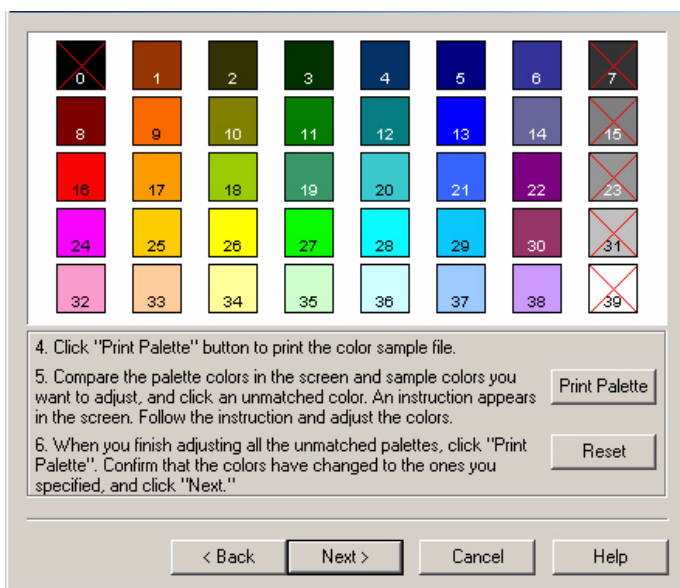 0 1 2 3 4 5 6 7
8 9 10 11 12 13 14 15
16 17 18 19 20 21 22 23
24 25 26 27 28 29 30 31
32 33 34 35 36 37 38 39
4. Click "Print Palette" button to print the color sample file.
5. Compare the palette colors in the screen and sample colors you
want to adjust, and click an unmatched color. An instruction appears
in the screen. Follow the instruction and adjust the colors.
Print Palette
6. When you finish adjusting all the unmatched palettes, click "Print
Palette". Confirm that the colors have changed to the ones you
specified, and click "Next."
Reset
< Back Next > Cancel Help